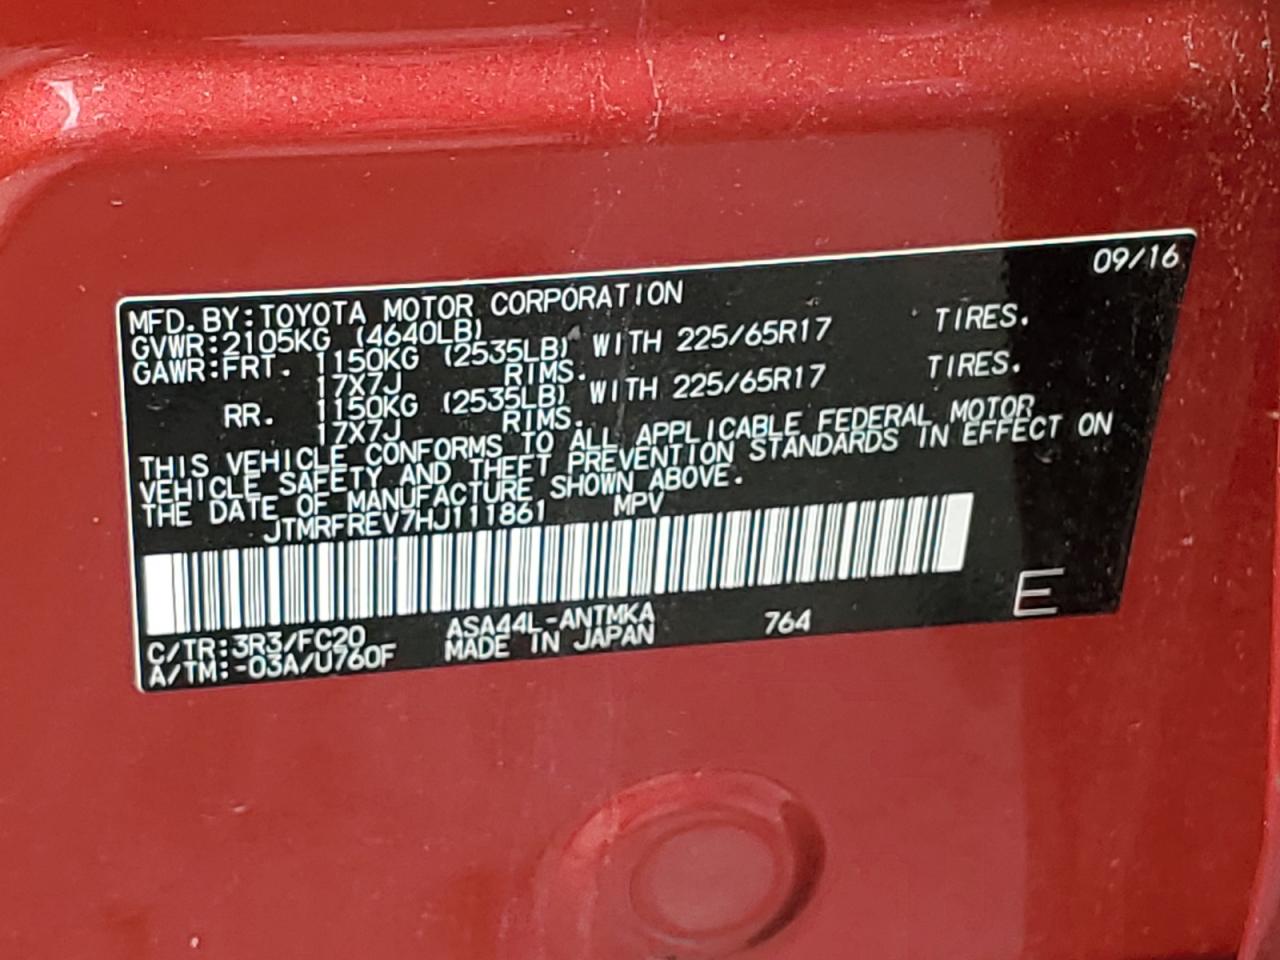 09/16
MFD.BY:TOYOTA MOTOR CORPORATION
GVWR:2105KG (4640LB)
GAWR:FRT. 1150KG (2535LB) WITH 225/65R17 TIRES.
17X7J RIMS.
RR. 1150KG (2535LB) WITH 225/65R17 TIRES.
17X7J RIMS.
THIS VEHICLE CONFORMS TO ALL APPLICABLE FEDERAL MOTOR
VEHICLE SAFETY AND THEFT PREVENTION STANDARDS IN EFFECT ON
THE DATE OF MANUFACTURE SHOWN ABOVE.
JTMRFREV7HJ111861 MPV
C/TR:3R3/FC20 ASA44L-ANTMKA 764 E
A/TM:-03A/U760F MADE IN JAPAN